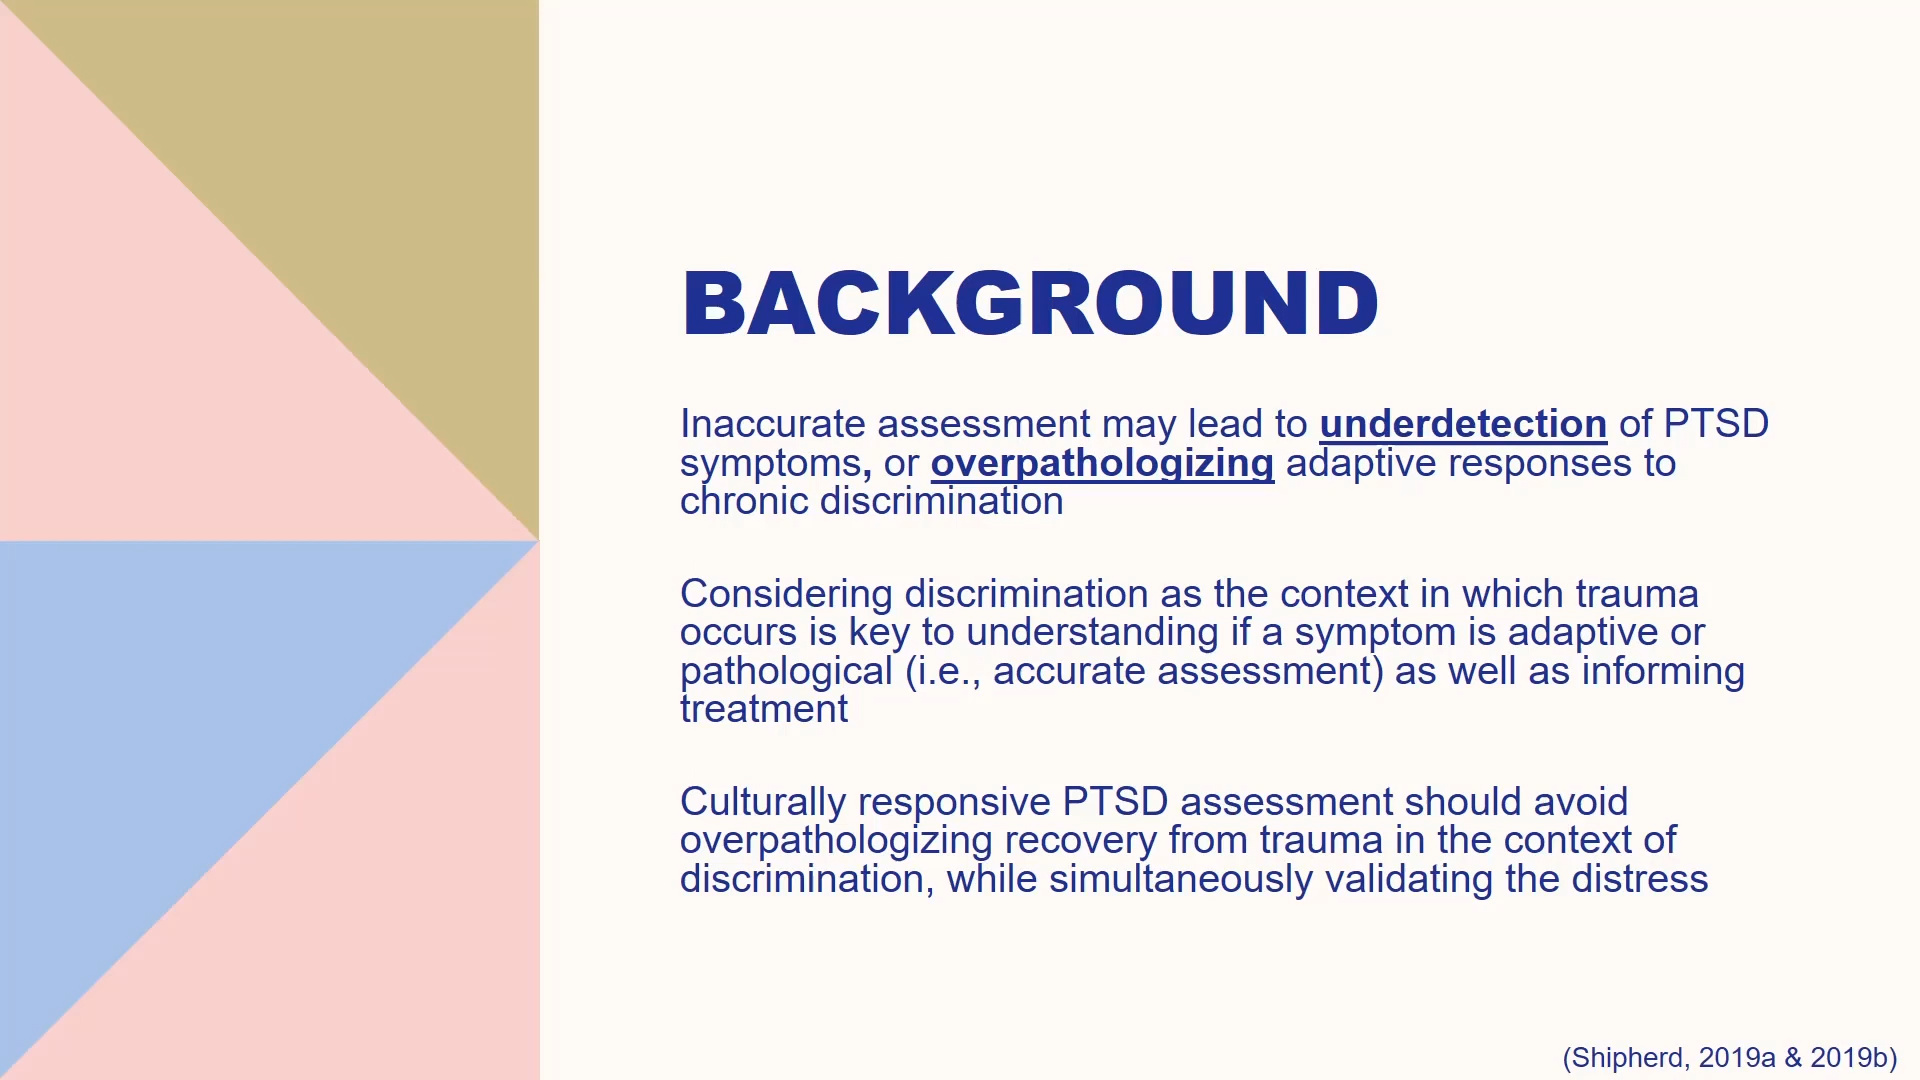 BACKGROUND
Inaccurate assessment may lead to underdetection of PTSD
symptoms, or overpathologizing adaptive responses to
chronic discrimination
Considering discrimination as the context in which trauma
occurs is key to understanding if a symptom is adaptive or
pathological (i.e., accurate assessment) as well as informing
treatment
Culturally responsive PTSD assessment should avoid
overpathologizing recovery from trauma in the context of
discrimination, while simultaneously validating the distress
(Shipherd, 2019a & 2019b)